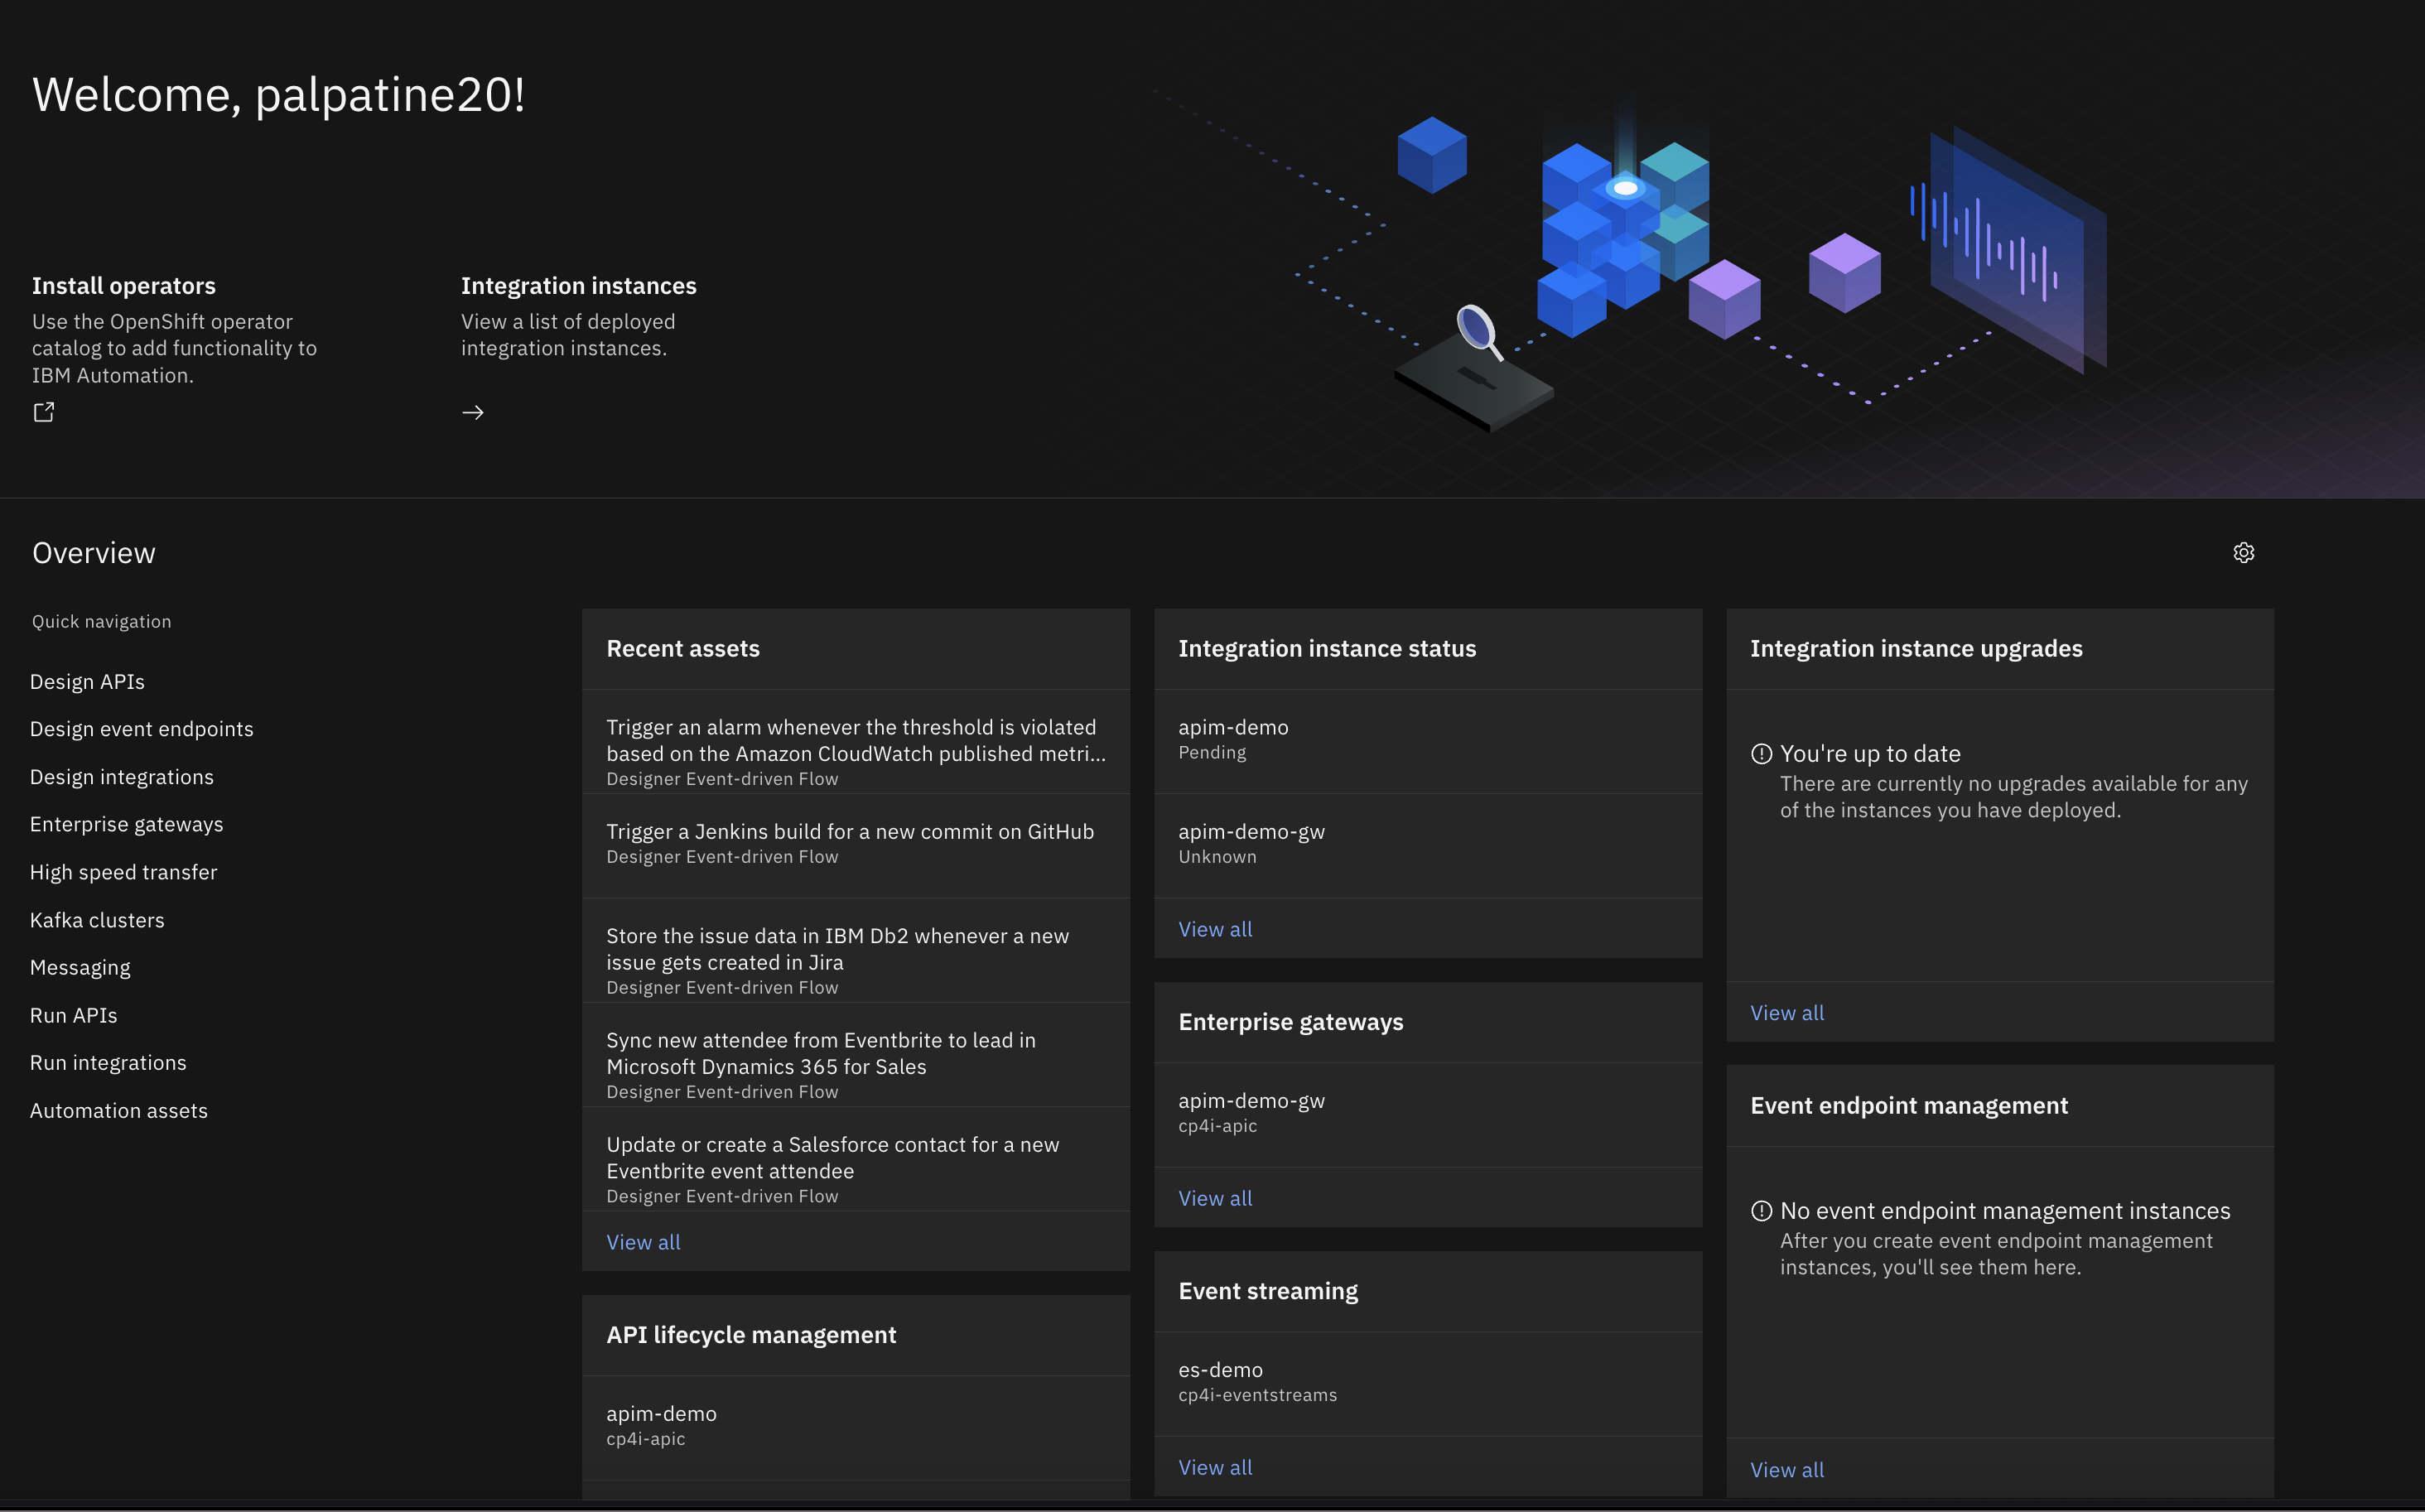 Welcome, palpatine20!
Install operators
Use the OpenShift operator
catalog to add functionality to
IBM Automation.
Integration instances
View a list of deployed
integration instances.
Overview
Quick navigation
Design APIs
Design event endpoints
Design integrations
Enterprise gateways
High speed transfer
Kafka clusters
Messaging
Run APIs
Run integrations
Automation assets
Recent assets
Trigger an alarm whenever the threshold is violated
based on the Amazon CloudWatch published metri...
Designer Event-driven Flow
Trigger a Jenkins build for a new commit on GitHub
Designer Event-driven Flow
Store the issue data in IBM Db2 whenever a new
issue gets created in Jira
Designer Event-driven Flow
Sync new attendee from Eventbrite to lead in
Microsoft Dynamics 365 for Sales
Designer Event-driven Flow
Update or create a Salesforce contact for a new
Eventbrite event attendee
Designer Event-driven Flow
View all
API lifecycle management
apim-demo
cp4i-apic
Integration instance status
apim-demo
Pending
apim-demo-gw
Unknown
View all
Enterprise gateways
apim-demo-gw
cp4i-apic
View all
Event streaming
es-demo
cp4i-eventstreams
View all
Integration instance upgrades
You're up to date
There are currently no upgrades available for any
of the instances you have deployed.
View all
Event endpoint management
No event endpoint management instances
After you create event endpoint management
instances, you'll see them here.
View all